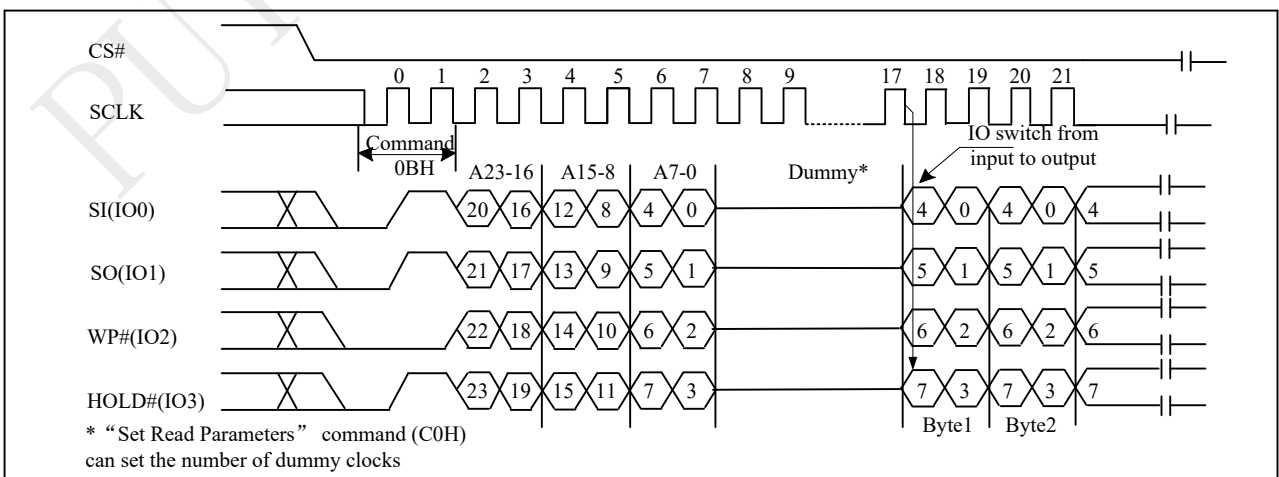 PUY
CS#
0 1 2 3 4 5 6 7 8 9 17 18 19 20 21
SCLK
Command
0BH
IO switch from
input to output
A23-16 A15-8 A7-0 Dummy*
SI(IO0) 20 16 12 8 4 0 4 0 4 0 4
SO(IO1) 21 17 13 9 5 1 5 1 5 1 5
WP#(IO2) 22 18 14 10 6 2 6 2 6 2 6
HOLD#(IO3) 23 19 15 11 7 3 7 3 7 3 7
Byte1 Byte2
* “Set Read Parameters” command (C0H)
can set the number of dummy clocks